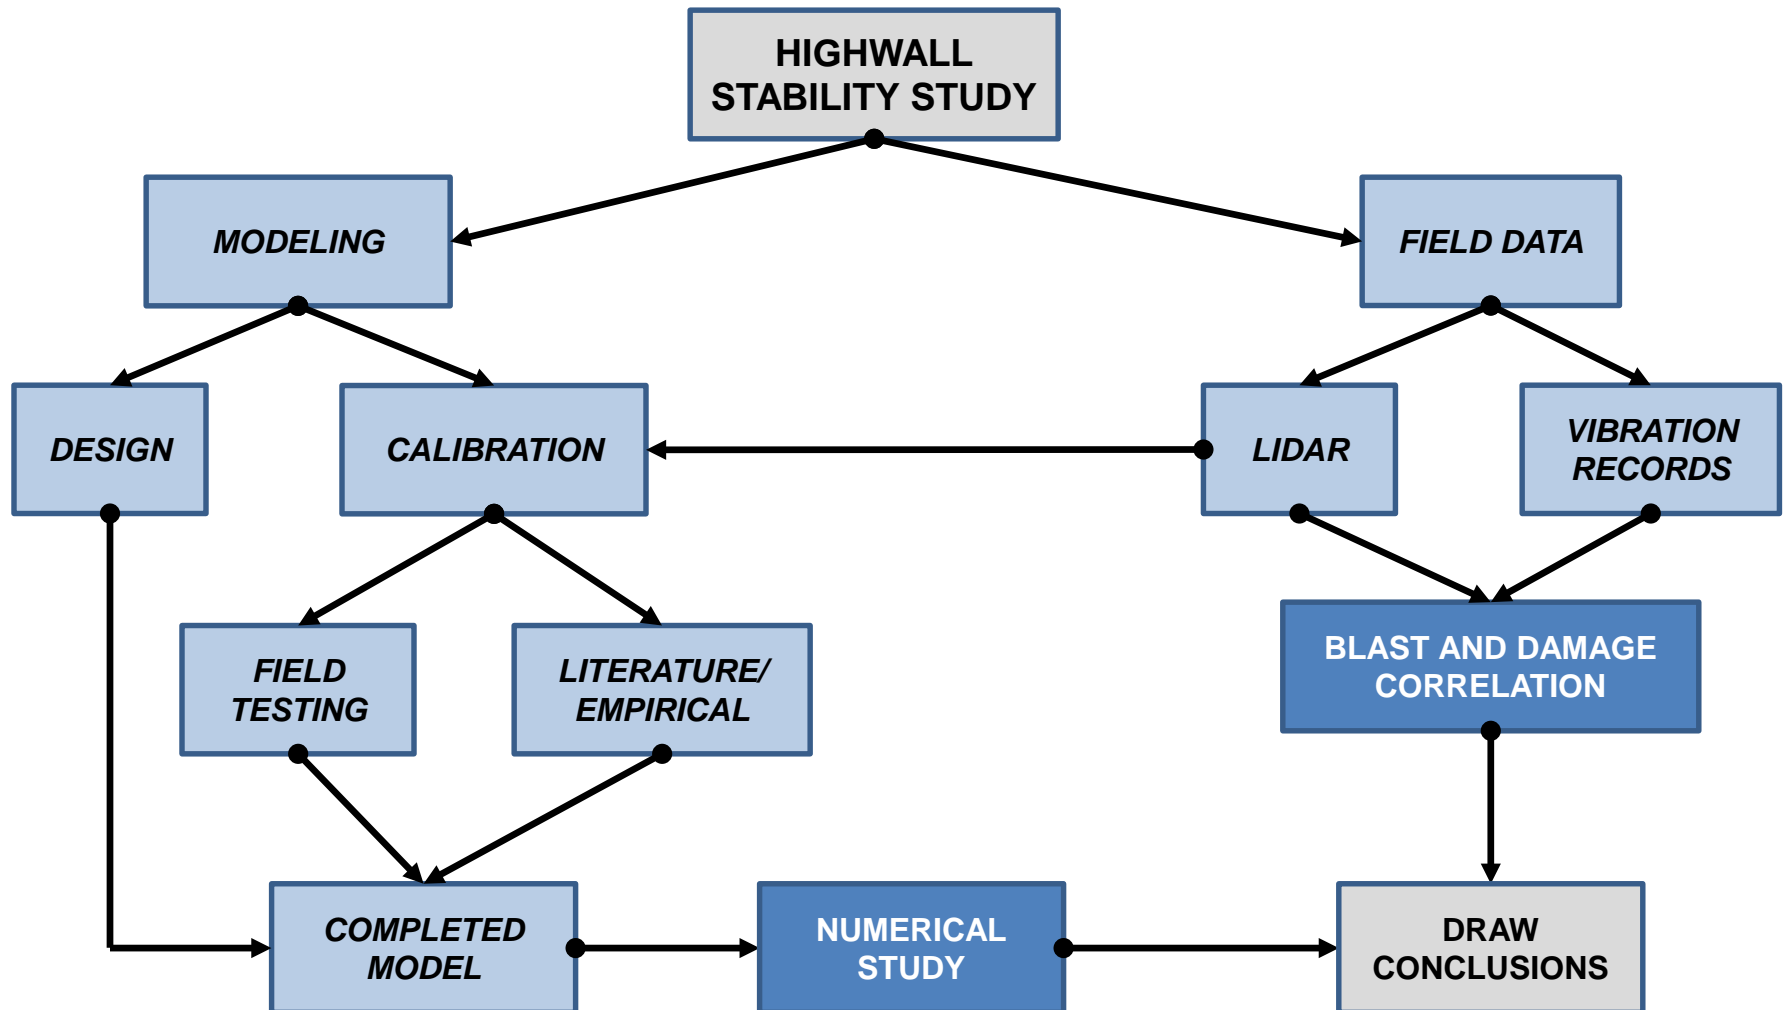 HIGHWALL
STABILITY STUDY
MODELING
FIELD DATA
DESIGN
CALIBRATION
LIDAR
VIBRATION
RECORDS
FIELD
TESTING
LITERATURE/
EMPIRICAL
BLAST AND DAMAGE
CORRELATION
COMPLETED
MODEL
NUMERICAL
STUDY
DRAW
CONCLUSIONS